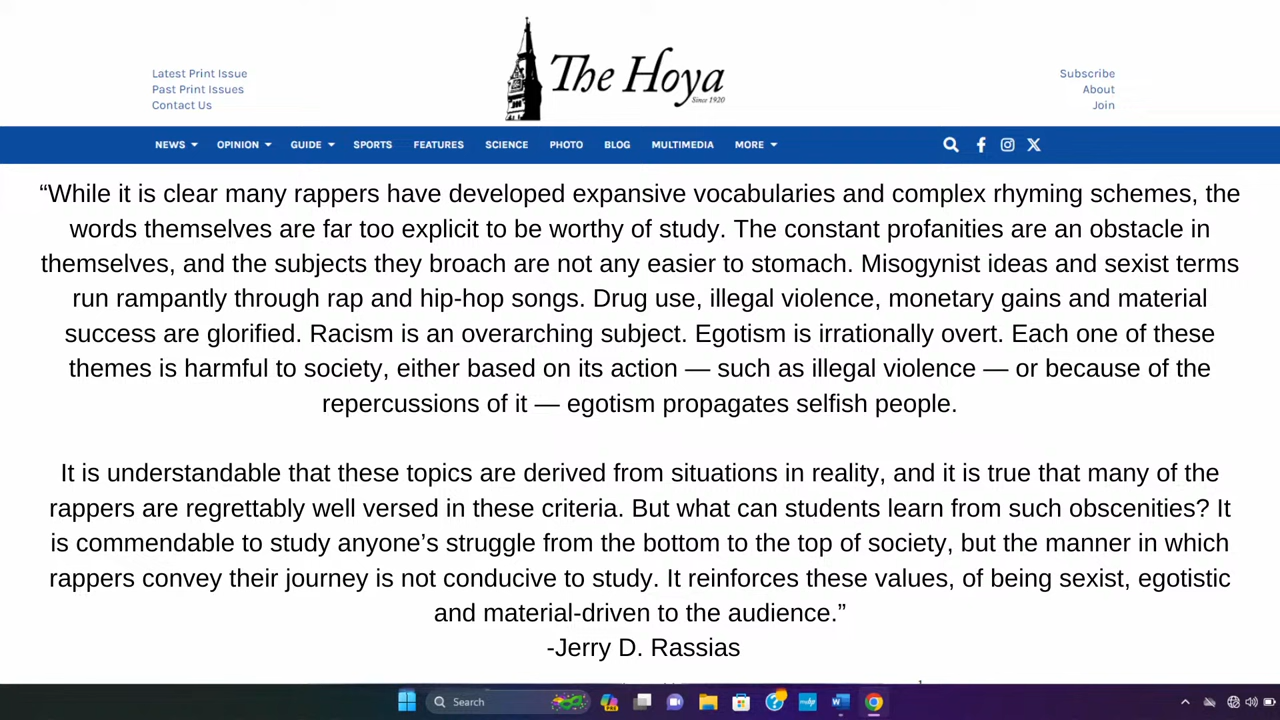 Latest Print Issue
Past Print Issues
Contact Us
The Hoya
Since 1920
Subscribe
About
Join
NEWS OPINION GUIDE SPORTS FEATURES SCIENCE PHOTO BLOG MULTIMEDIA MORE
“While it is clear many rappers have developed expansive vocabularies and complex rhyming schemes, the
words themselves are far too explicit to be worthy of study. The constant profanities are an obstacle in
themselves, and the subjects they broach are not any easier to stomach. Misogynist ideas and sexist terms
run rampantly through rap and hip-hop songs. Drug use, illegal violence, monetary gains and material
success are glorified. Racism is an overarching subject. Egotism is irrationally overt. Each one of these
themes is harmful to society, either based on its action — such as illegal violence — or because of the
repercussions of it — egotism propagates selfish people.
It is understandable that these topics are derived from situations in reality, and it is true that many of the
rappers are regrettably well versed in these criteria. But what can students learn from such obscenities? It
is commendable to study anyone’s struggle from the bottom to the top of society, but the manner in which
rappers convey their journey is not conducive to study. It reinforces these values, of being sexist, egotistic
and material-driven to the audience.”
-Jerry D. Rassias
Search